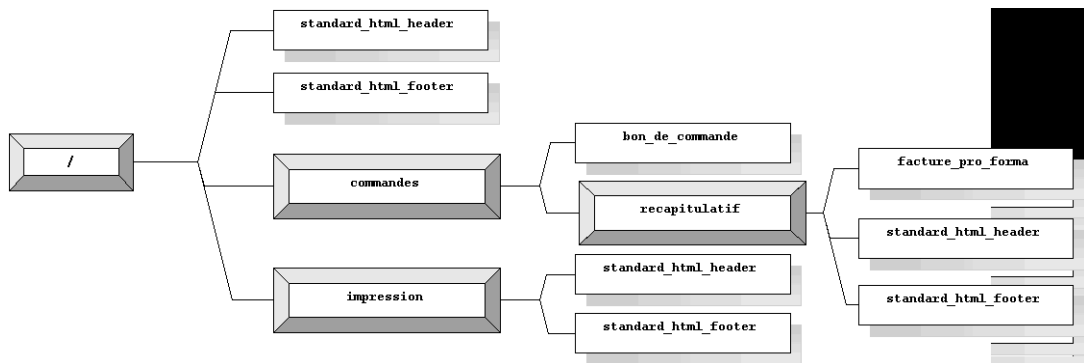 standard_html_header
standard_html_footer
/
commandes
bon_de_commande
recapitulatif
facture_pro_forma
standard_html_header
standard_html_footer
impression
standard_html_header
standard_html_footer